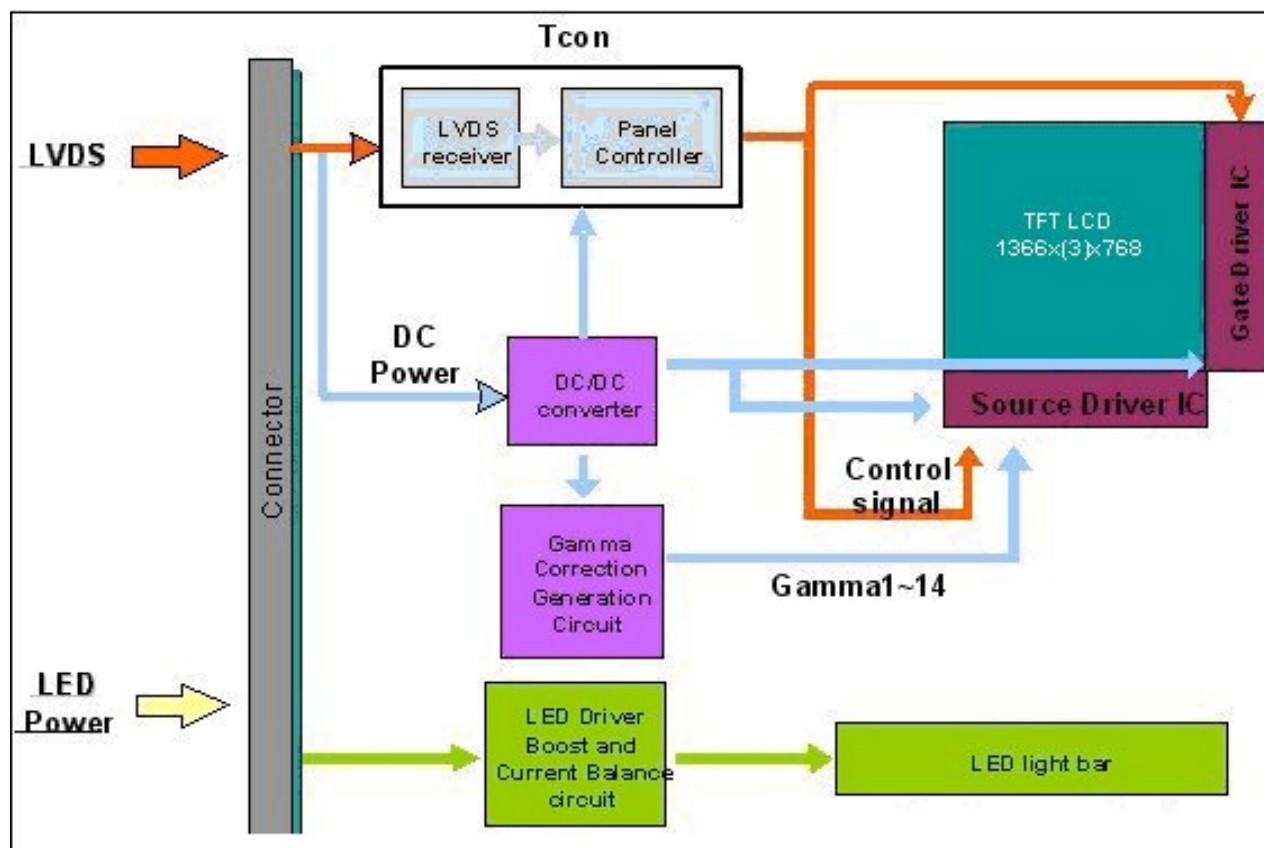 Tcon
LVDS
LVDS
receiver
Panel
Controller
TFT LCD
1366x(3)x768
Gate Driver IC
DC
Power
DC/DC
converter
Source Driver IC
Connector
Control
signal
Gamma
Correction
Generation
Circuit
Gamma1~14
LED
Power
LED Driver
Boost and
Current Balance
circuit
LED light bar